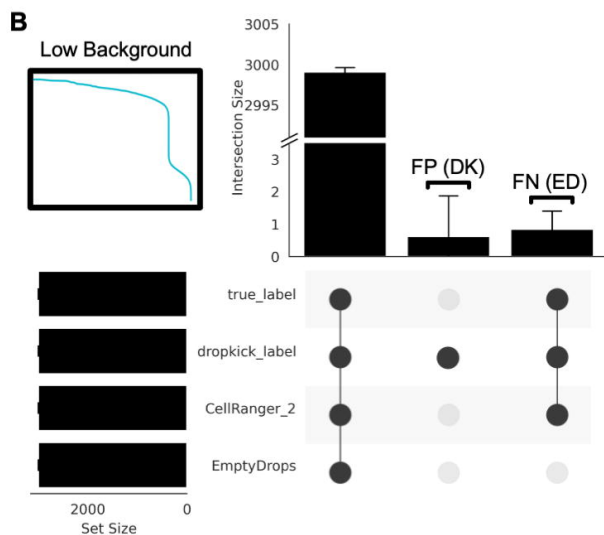 B
Low Background
3005
3000
2995
Intersection Size
3
2
1
0
FP (DK)
FN (ED)
true_label
dropkick_label
CellRanger_2
EmptyDrops
2000
0
Set Size